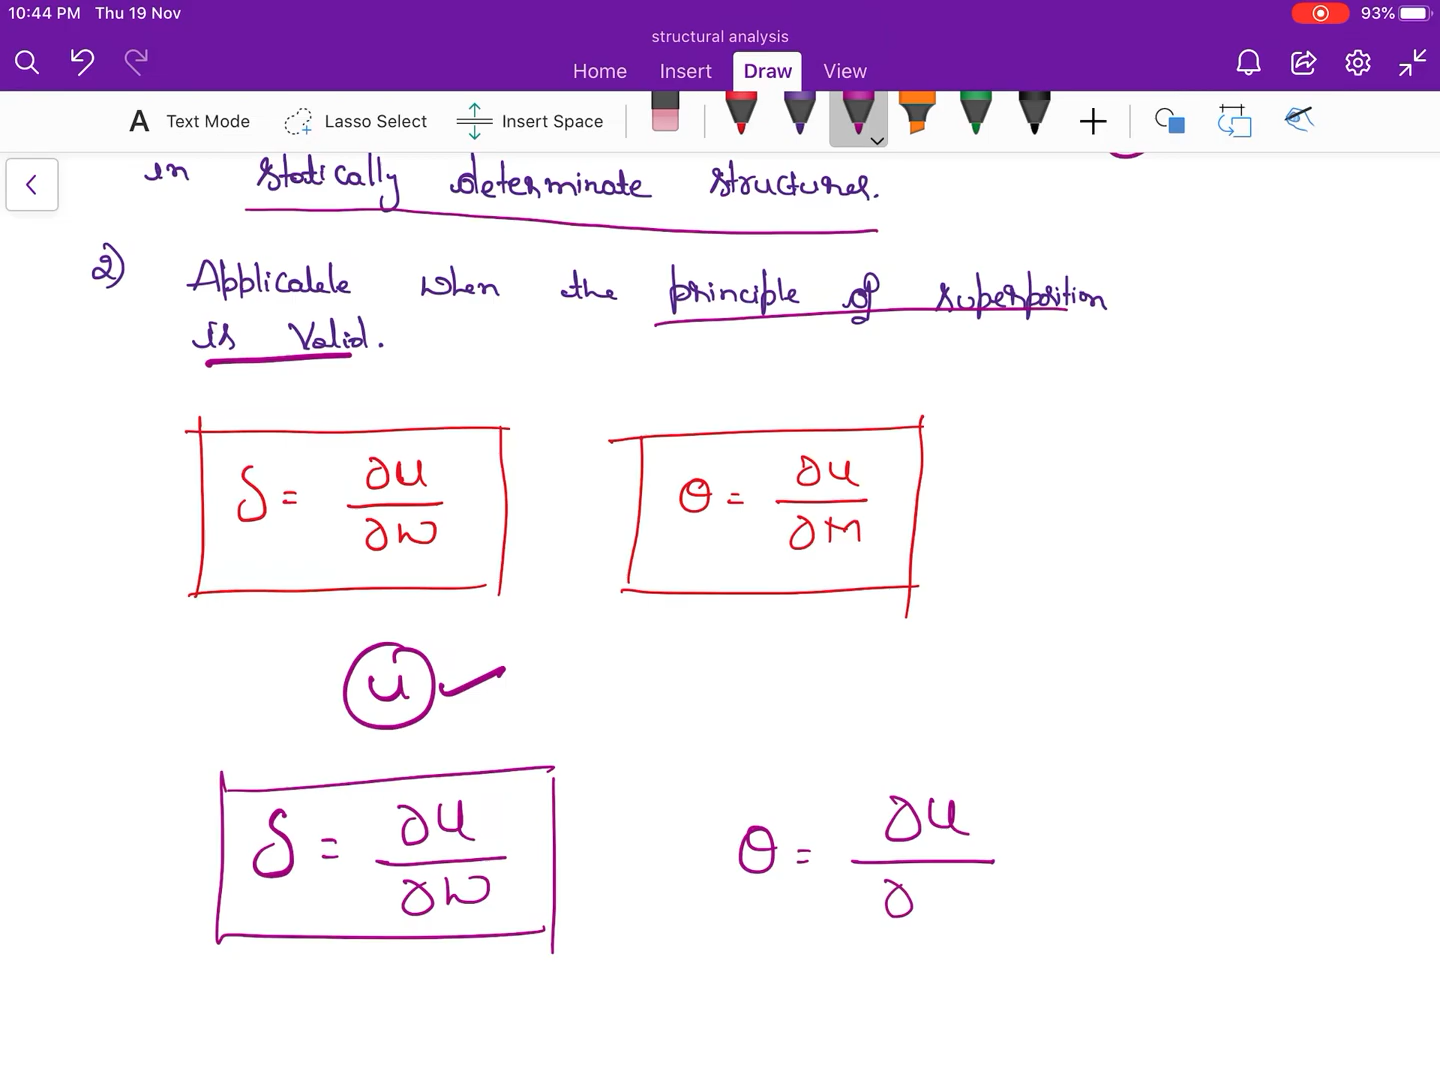 10:44 PM Thu 19 Nov 93%
structural analysis
Home Insert Draw View
A Text Mode Lasso Select Insert Space
in statically determinate structures.
2) Applicable when the principle of superposition
is Valid.
δ = ∂u/∂w θ = ∂u/∂M
u
δ = ∂u/∂w θ = ∂u/∂